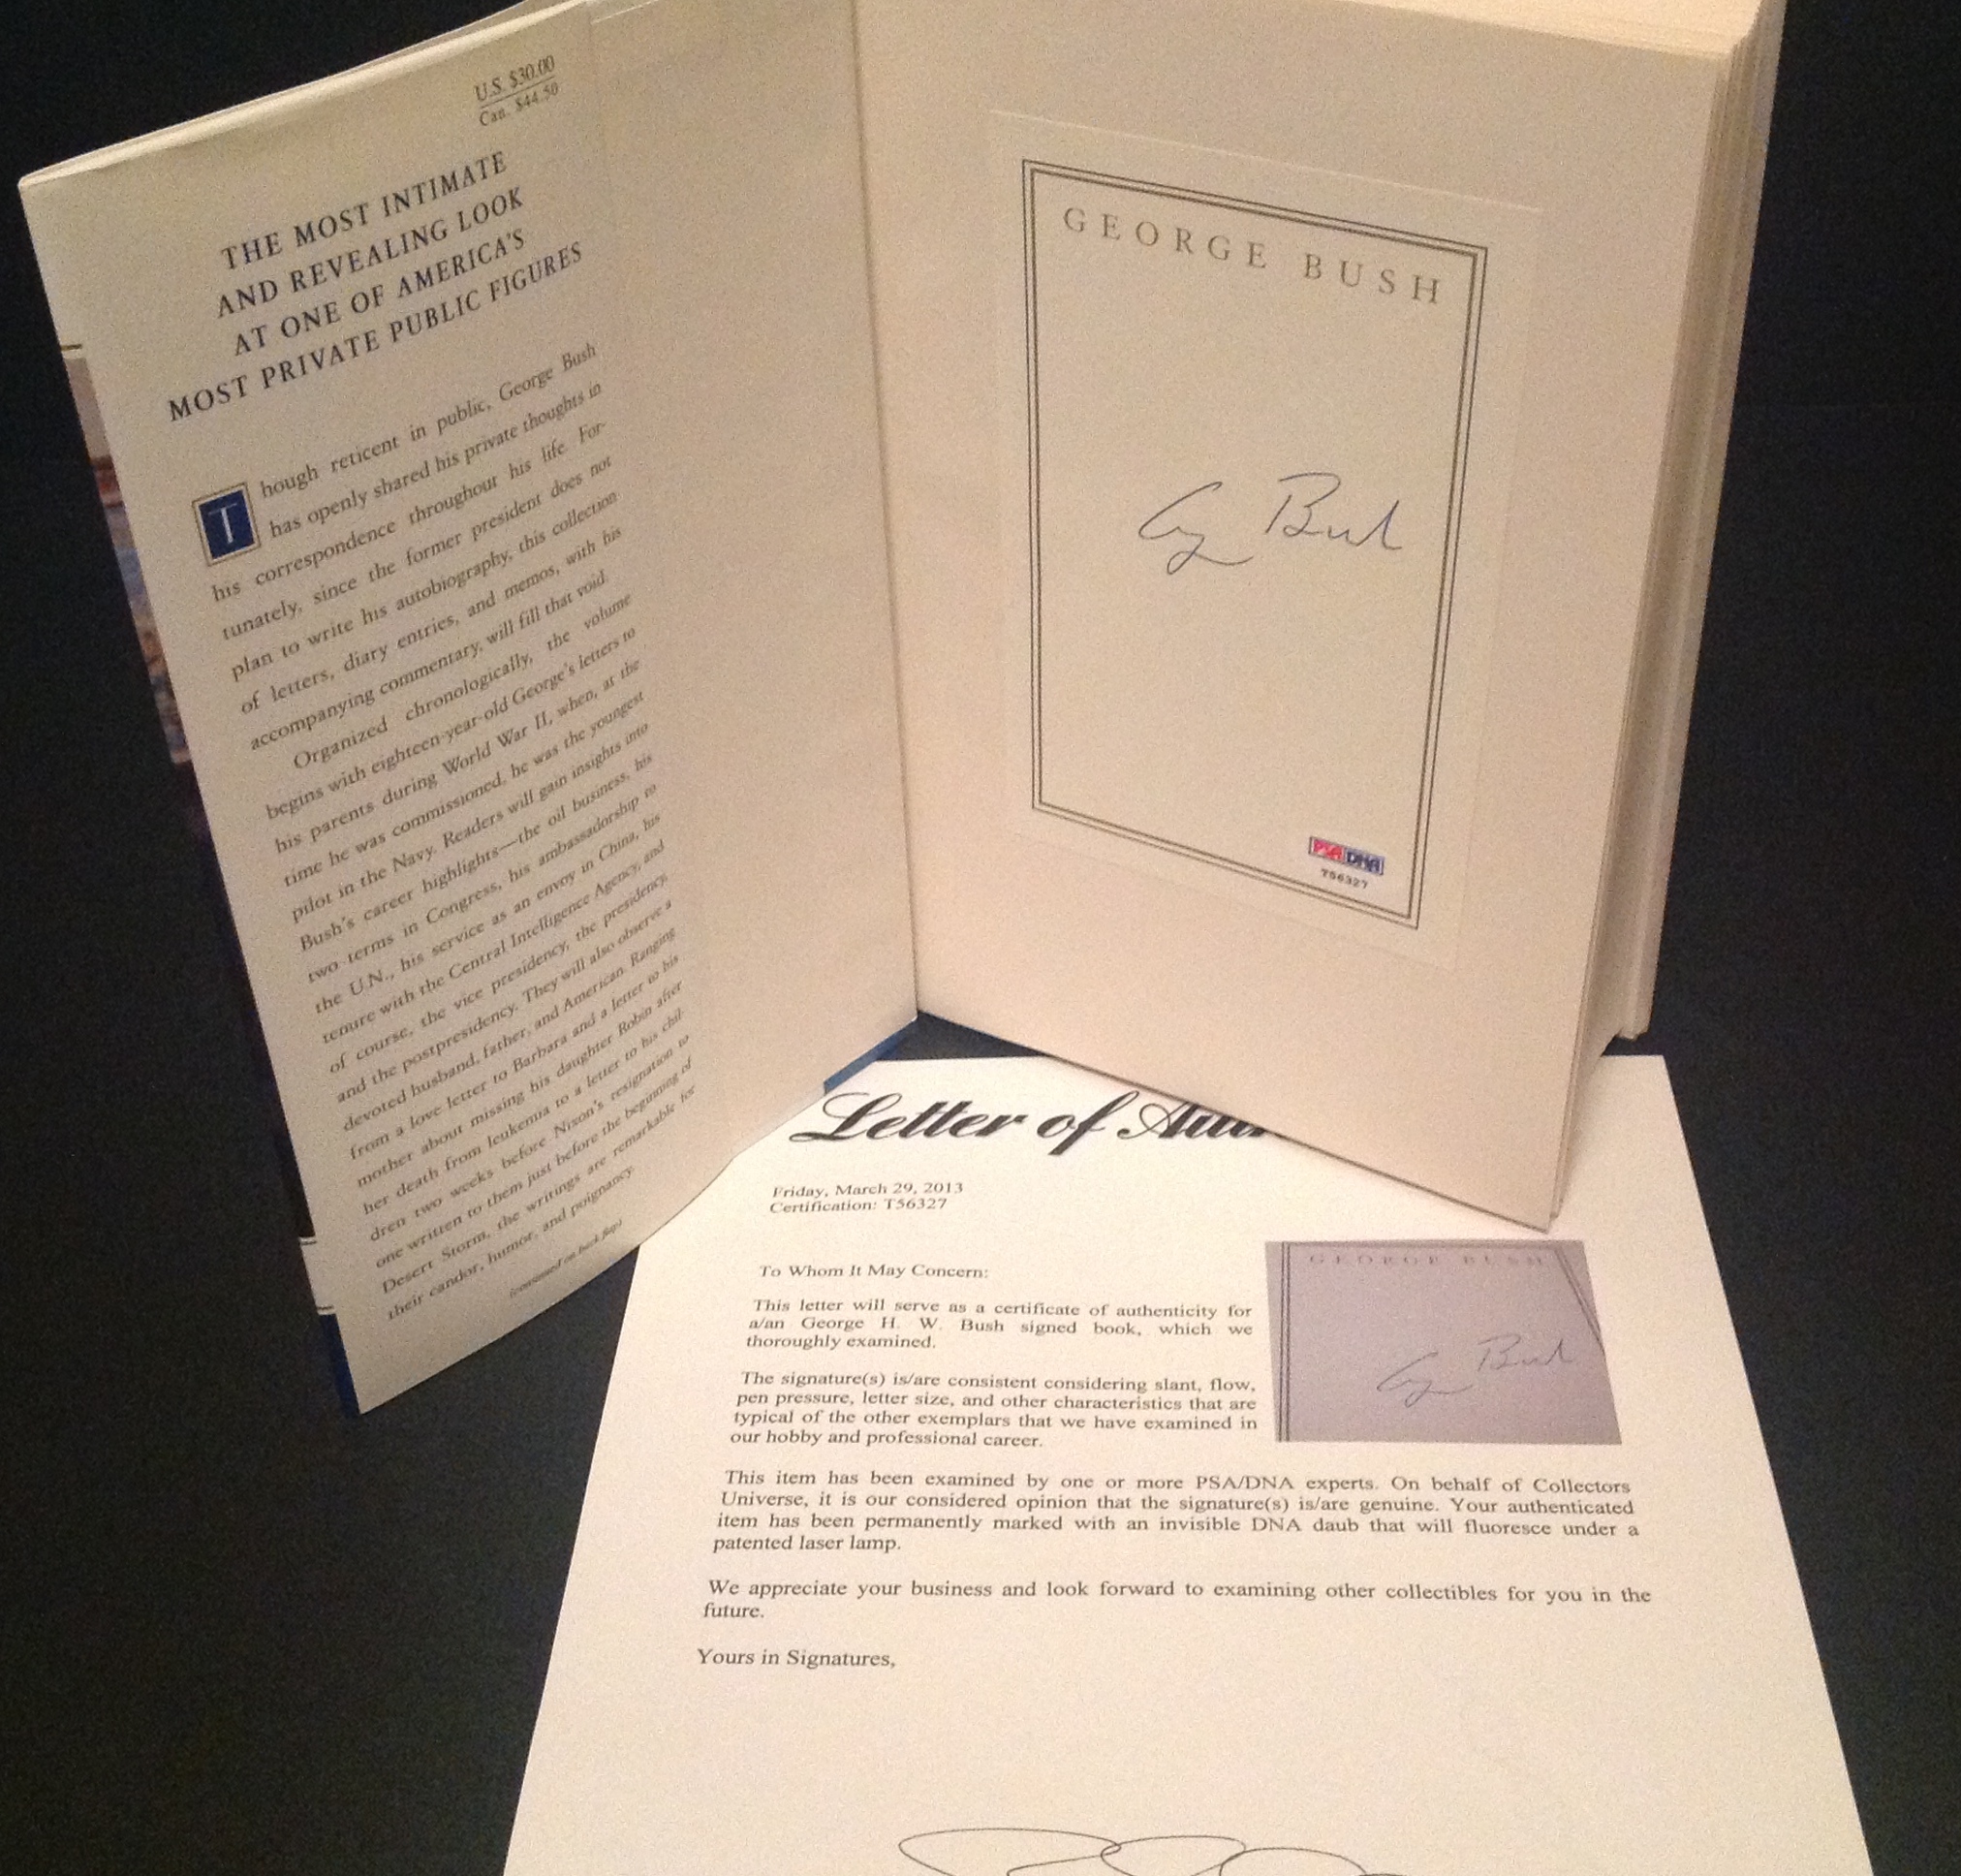 U.S. $30.00
Can. $44.50
THE MOST INTIMATE
AND REVEALING LOOK
AT ONE OF AMERICA'S
MOST PRIVATE PUBLIC FIGURES
Though reticent in public, George Bush
has openly shared his private thoughts in
his correspondence throughout his life. For-
tunately, since the former president does not
plan to write his autobiography, this collection
of letters, diary entries, and memos, with his
accompanying commentary, will fill that void.
Organized chronologically, the volume
begins with eighteen-year-old George's letters to
his parents during World War II, when, at the
time he was commissioned, he was the youngest
pilot in the Navy. Readers will gain insights into
Bush's career highlights—the oil business, his
two terms in Congress, his ambassadorship to
the U.N., his service as an envoy in China, his
tenure with the Central Intelligence Agency, and
of course, the vice presidency, the presidency,
and the postpresidency. They will also observe a
devoted husband, father, and American. Ranging
from a love letter to Barbara and a letter to his
mother about missing his daughter Robin after
her death from leukemia to a letter to his chil-
dren two weeks before Nixon's resignation to
one written to them just before the beginning of
Desert Storm, the writings are remarkable for
their candor, humor, and poignancy.
(continued on back flap)
GEORGE BUSH
G Bush
PSA/DNA
T56327
Letter of
Friday, March 29, 2013
Certification: T56327
To Whom It May Concern:
This letter will serve as a certificate of authenticity for
a/an George H. W. Bush signed book, which we
thoroughly examined.
The signature(s) is/are consistent considering slant, flow,
pen pressure, letter size, and other characteristics that are
typical of the other exemplars that we have examined in
our hobby and professional career.
GEORGE BUSH
G Bush
This item has been examined by one or more PSA/DNA experts. On behalf of Collectors
Universe, it is our considered opinion that the signature(s) is/are genuine. Your authenticated
item has been permanently marked with an invisible DNA daub that will fluoresce under a
patented laser lamp.
We appreciate your business and look forward to examining other collectibles for you in the
future.
Yours in Signatures,